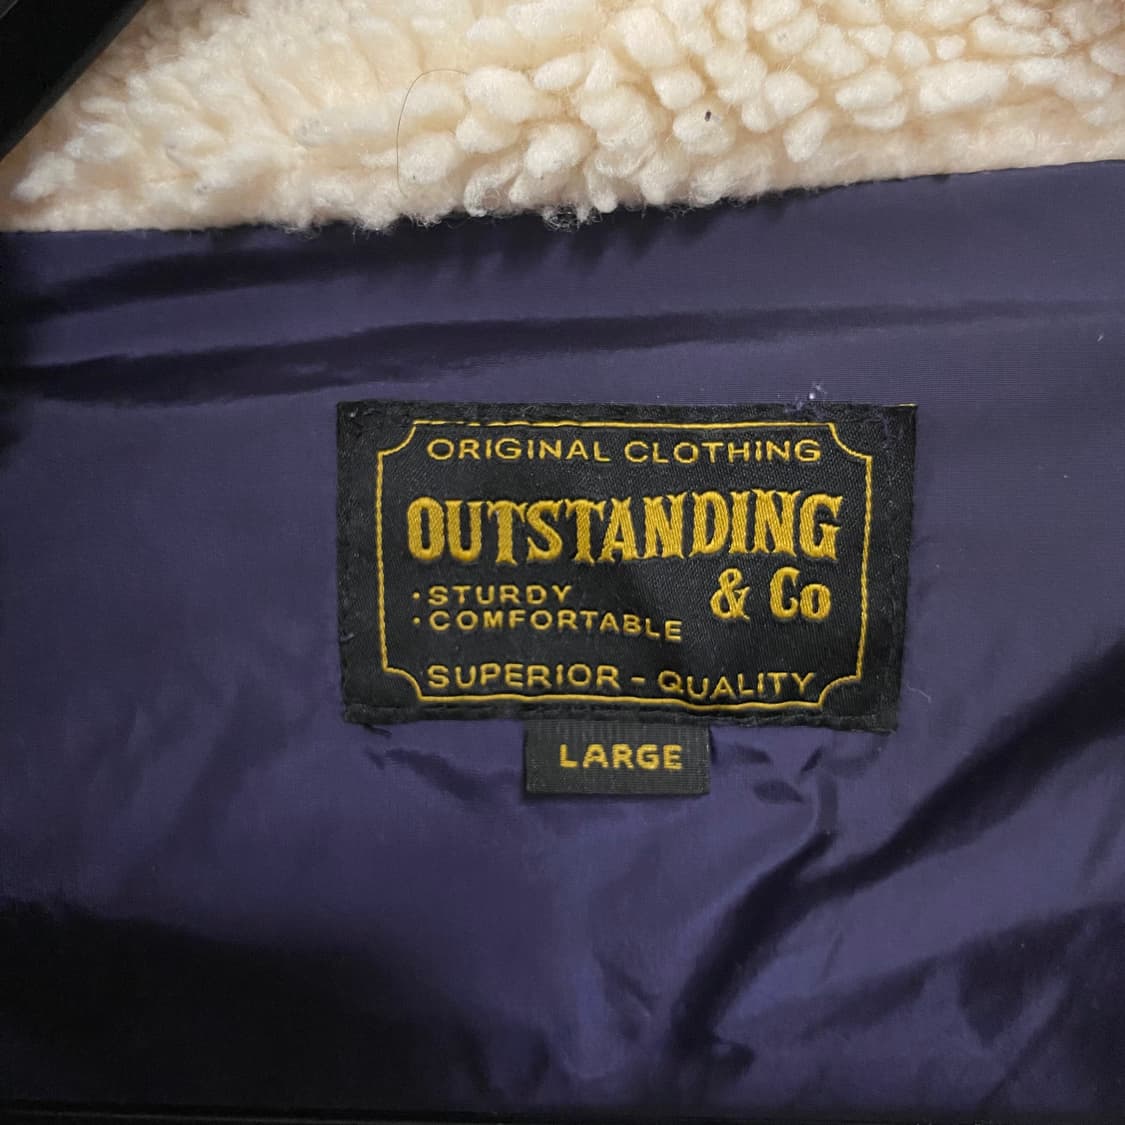 ORIGINAL CLOTHING
OUTSTANDING
& Co
·STURDY
·COMFORTABLE
SUPERIOR-QUALITY
LARGE